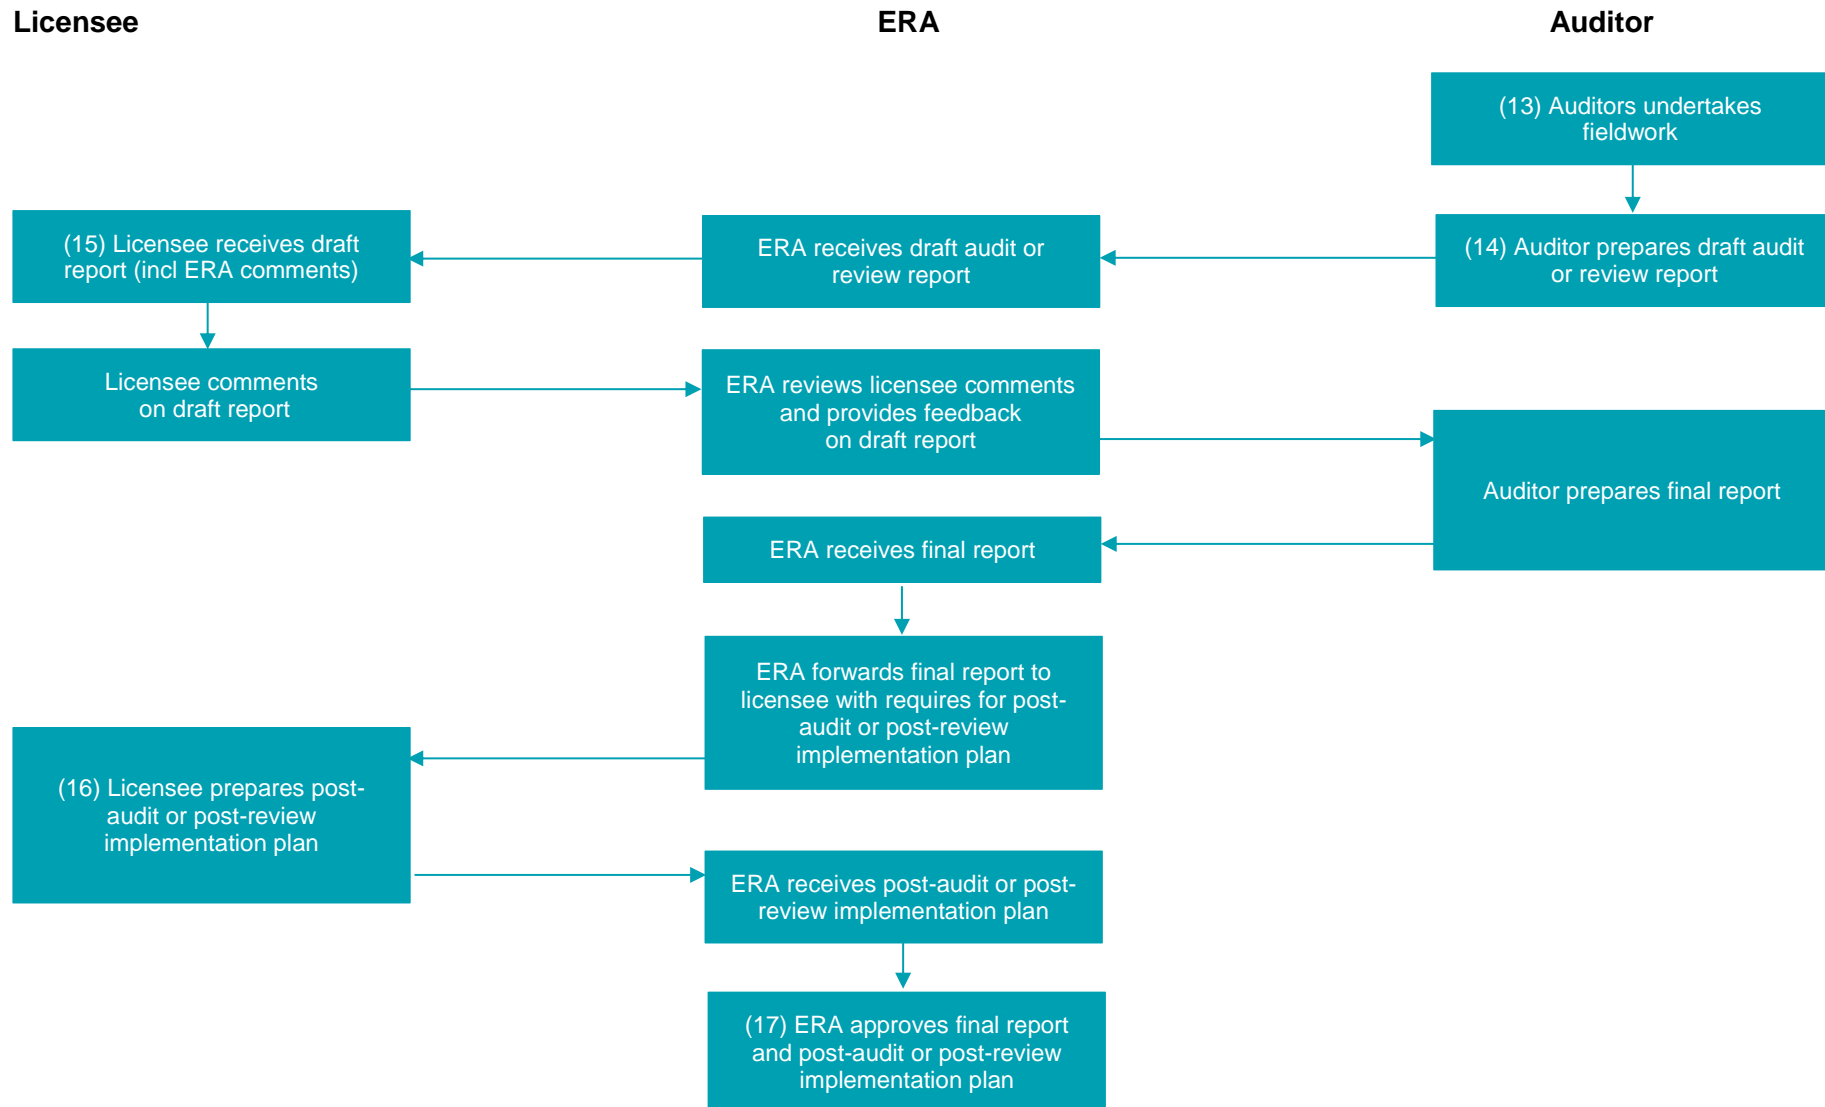 Licensee
ERA
Auditor
(13) Auditors undertakes
fieldwork
(15) Licensee receives draft
report (incl ERA comments)
ERA receives draft audit or
review report
(14) Auditor prepares draft audit
or review report
Licensee comments
on draft report
ERA reviews licensee comments
and provides feedback
on draft report
Auditor prepares final report
ERA receives final report
ERA forwards final report to
licensee with requires for post-
audit or post-review
implementation plan
(16) Licensee prepares post-
audit or post-review
implementation plan
ERA receives post-audit or post-
review implementation plan
(17) ERA approves final report
and post-audit or post-review
implementation plan